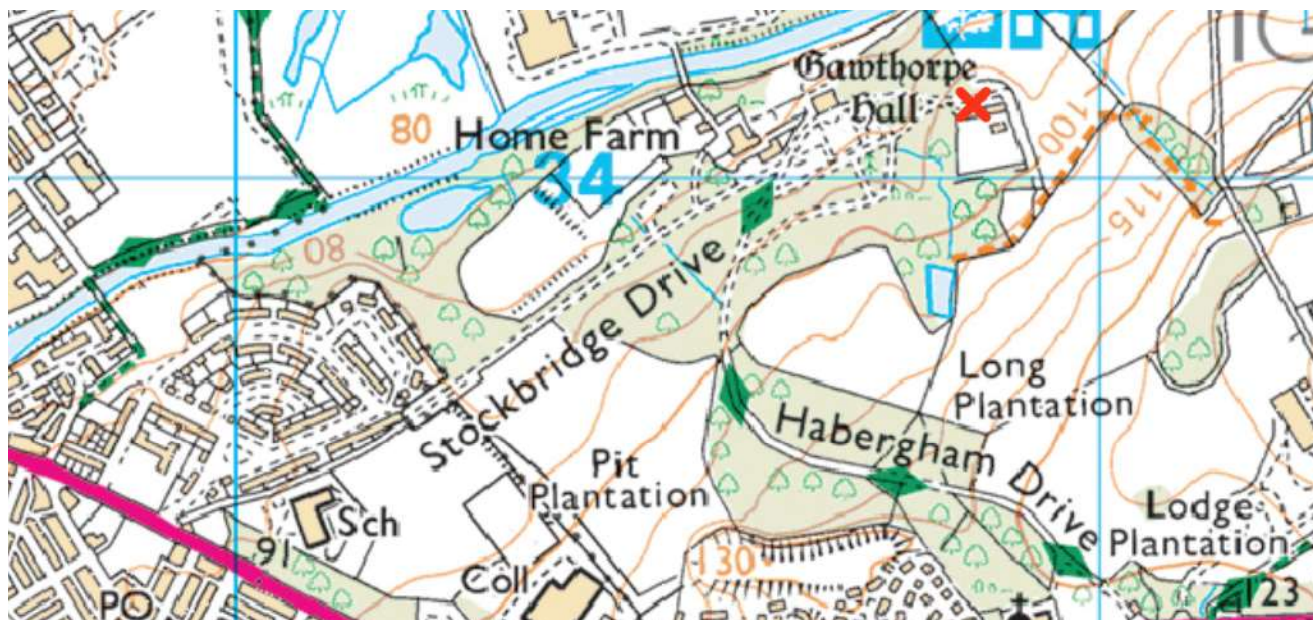 Gawthorpe
Hall
80
Home Farm
34
100
80
115
Stockbridge Drive
Long
Plantation
Habergham Drive
Pit
Plantation
Sch
Lodge
Plantation
91
130
Coll
PO
123